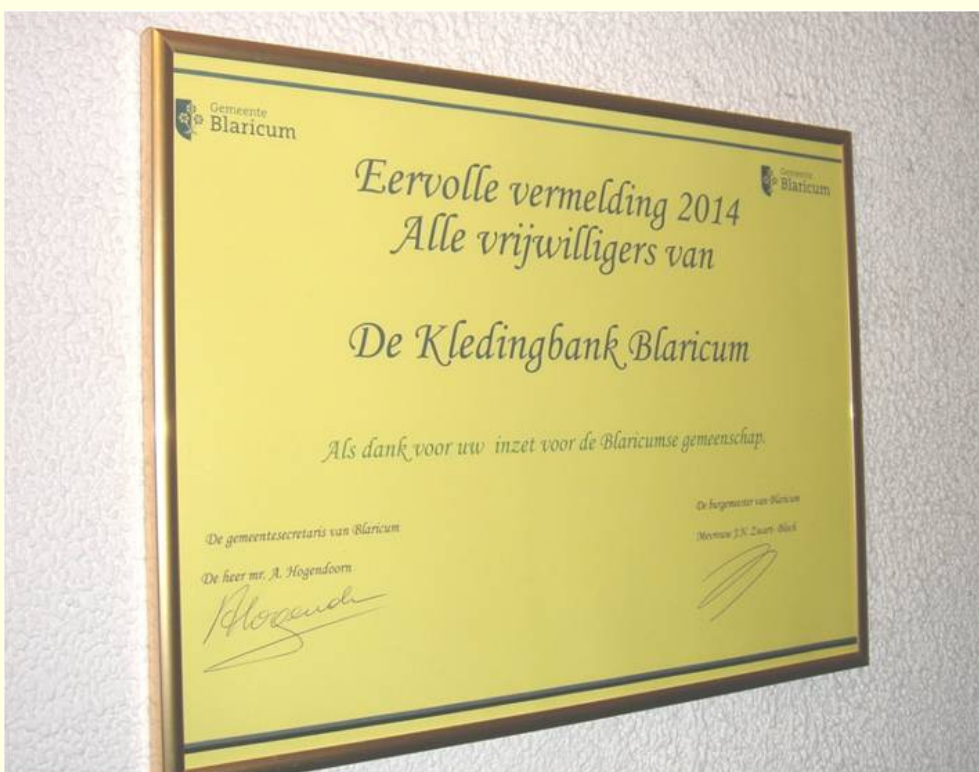 Gemeente
Blaricum
Gemeente
Blaricum
Eervolle vermelding 2014
Alle vrijwilligers van
De Kledingbank Blaricum
Als dank voor uw inzet voor de Blaricumse gemeenschap.
De gemeentesecretaris van Blaricum
De heer mr. A. Hogendoorn
De burgemeester van Blaricum
Mevrouw J.N. Zwart-Blöch